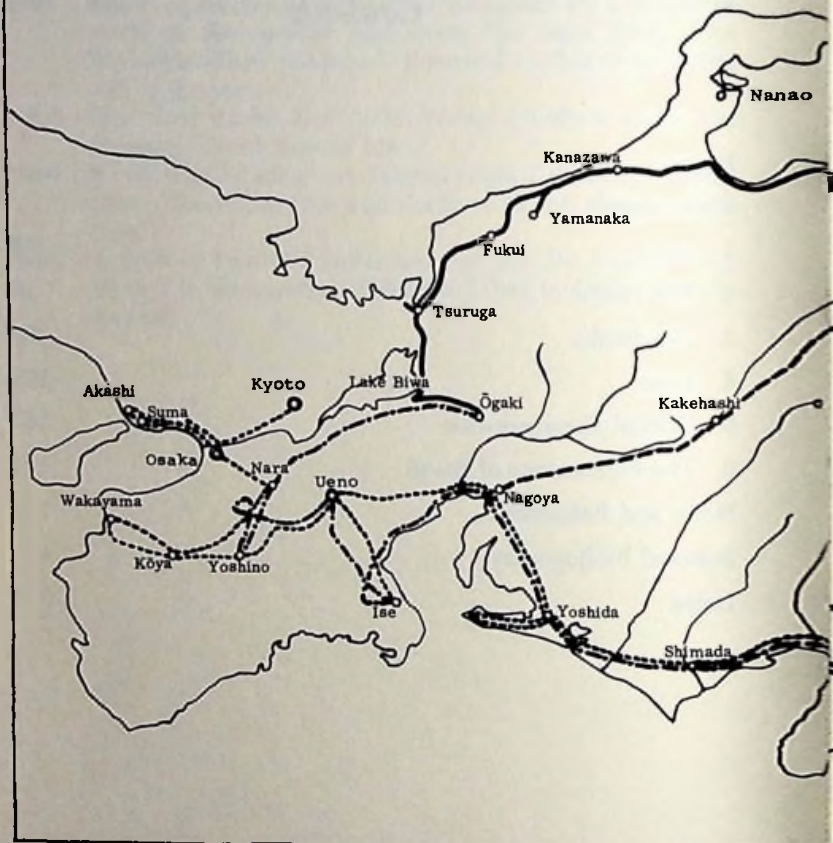 Nanao
Kanazawa
Yamanaka
Fukui
Tsuruga
Lake Biwa
Kyoto
Ōgaki
Akashi
Suma
Kakehashi
Osaka
Nara
Ueno
Nagoya
Wakayama
Kōya
Yoshino
Ise
Yoshida
Shimada